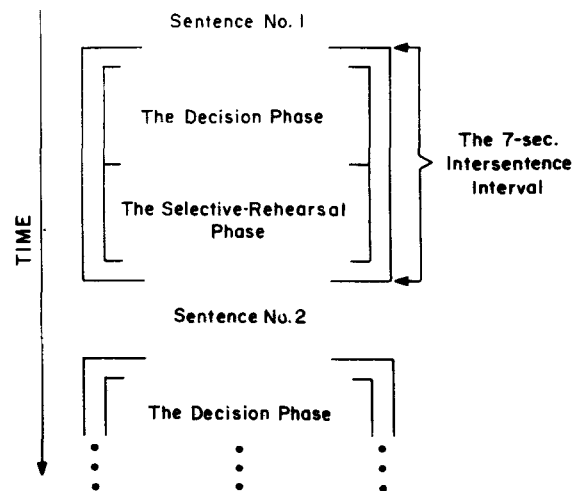 Sentence No. 1
The Decision Phase
The 7-sec.
Intersentence
Interval
The Selective-Rehearsal
Phase
TIME
Sentence No. 2
The Decision Phase